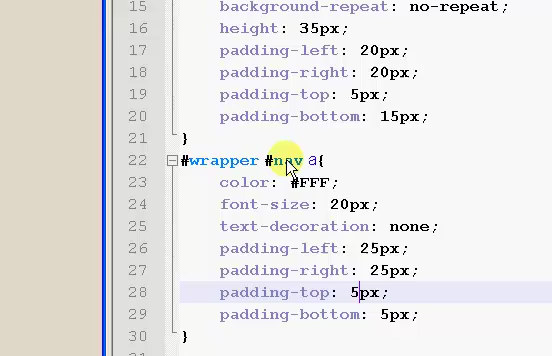 15 background-repeat: no-repeat;
16 height: 35px;
17 padding-left: 20px;
18 padding-right: 20px;
19 padding-top: 5px;
20 padding-bottom: 15px;
21 }
22 #wrapper #nav a{
23 color: #FFF;
24 font-size: 20px;
25 text-decoration: none;
26 padding-left: 25px;
27 padding-right: 25px;
28 padding-top: 5px;
29 padding-bottom: 5px;
30 }